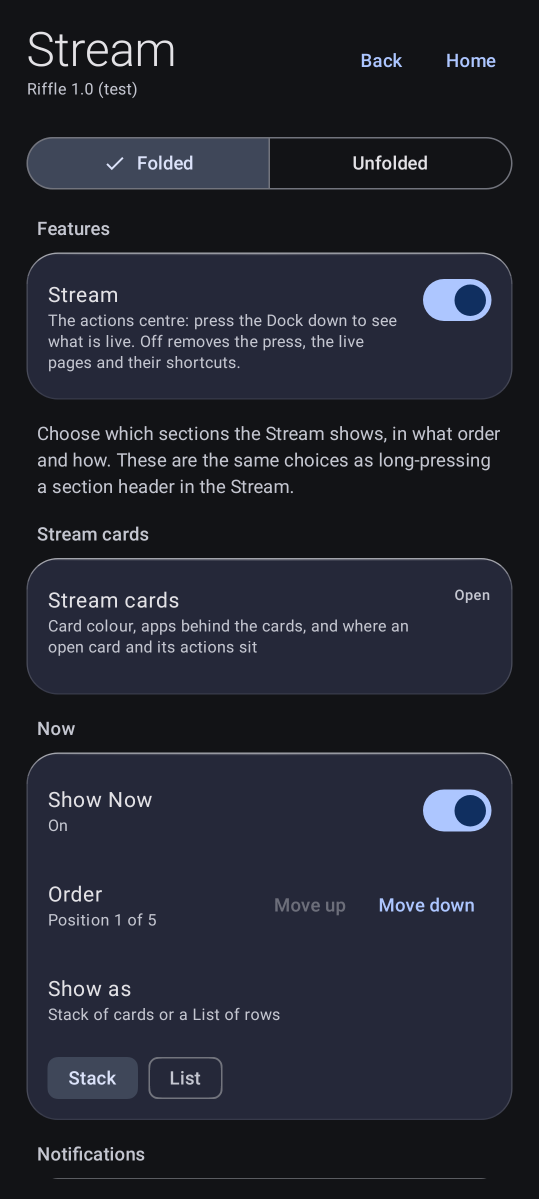 Stream
Back
Home
Riffle 1.0 (test)
Folded
Unfolded
Features
Stream
The actions centre: press the Dock down to see
what is live. Off removes the press, the live
pages and their shortcuts.
Choose which sections the Stream shows, in what order
and how. These are the same choices as long-pressing
a section header in the Stream.
Stream cards
Stream cards
Open
Card colour, apps behind the cards, and where an
open card and its actions sit
Now
Show Now
On
Order
Position 1 of 5
Move up
Move down
Show as
Stack of cards or a List of rows
Stack
List
Notifications